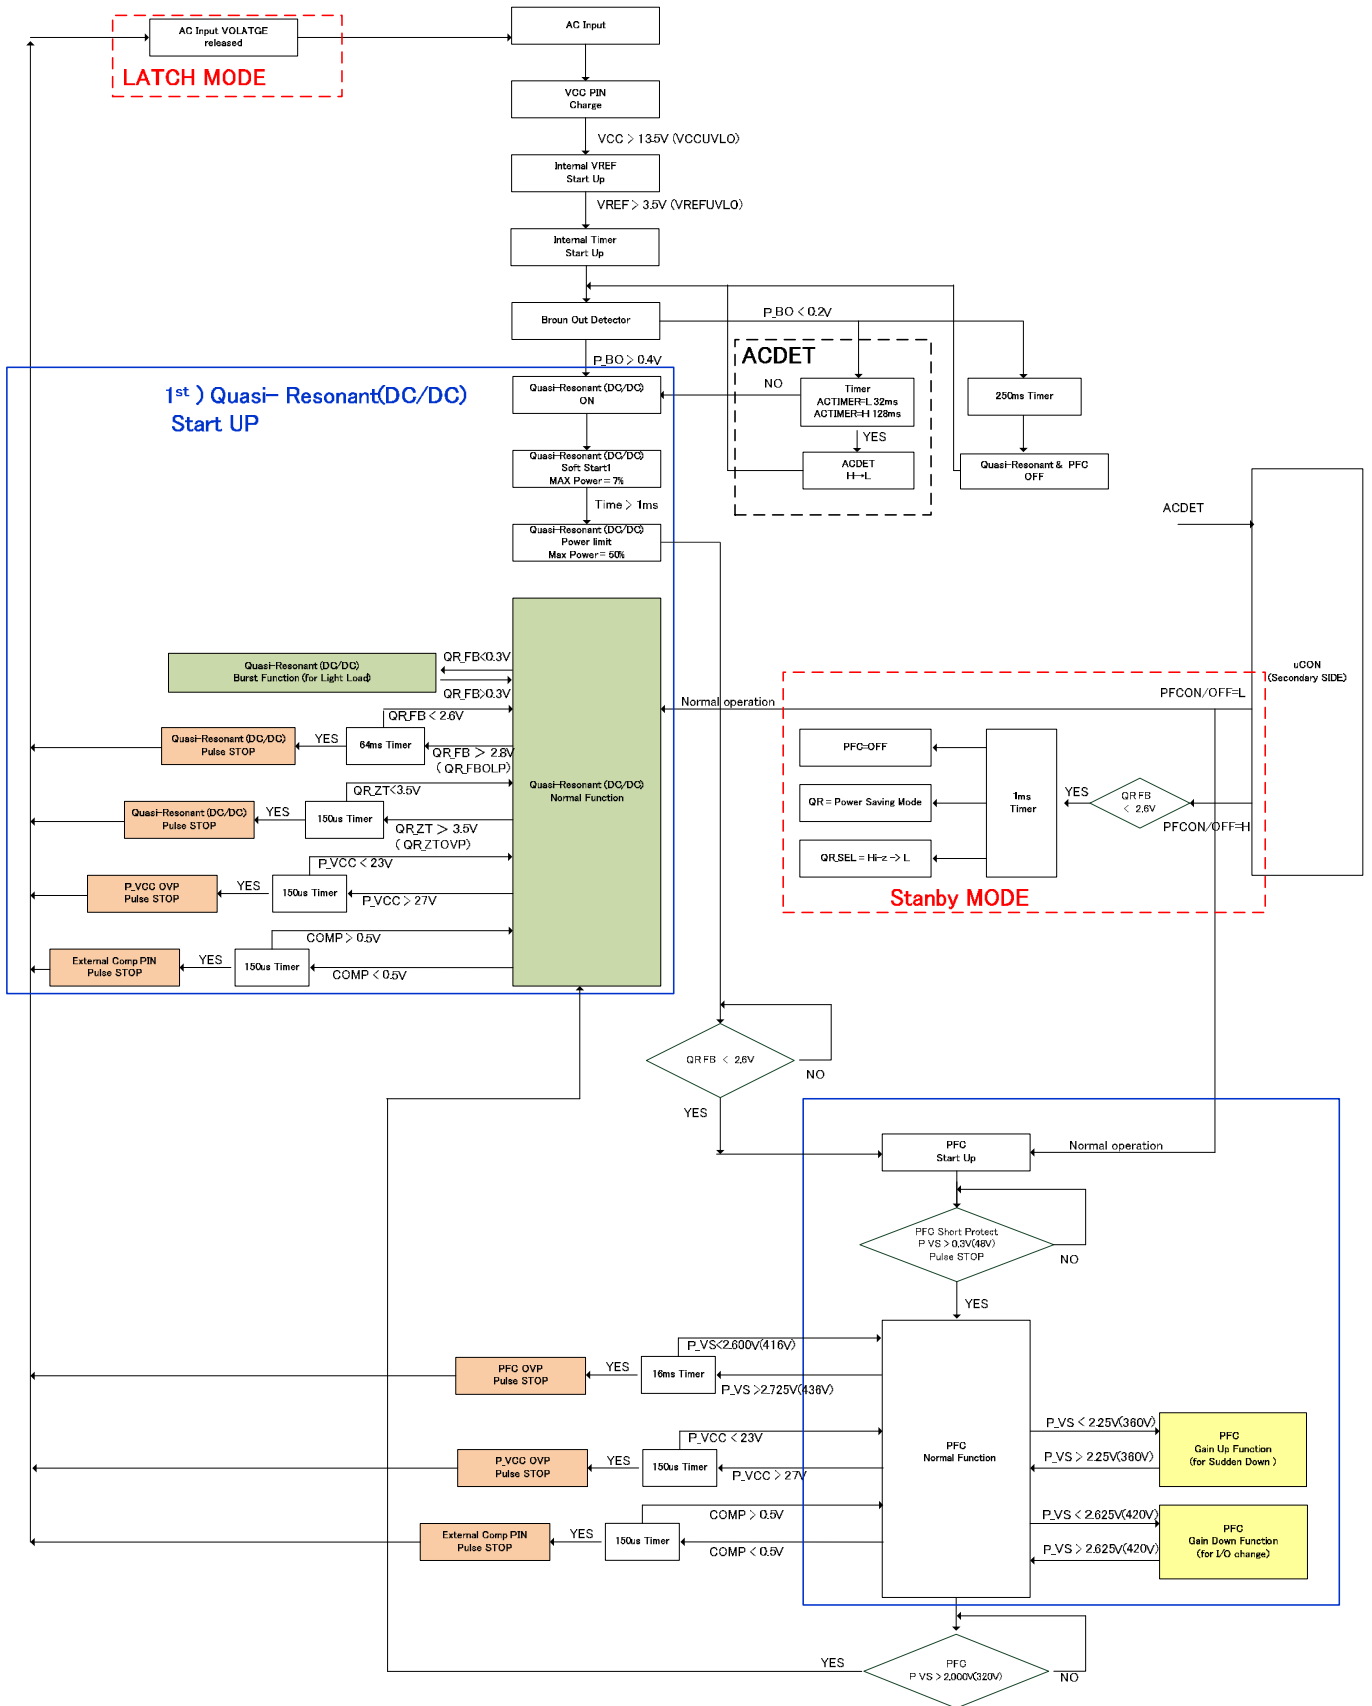 AC Input VOLATGE
released
LATCH MODE
AC Input
VCC PIN
Charge
VCC > 13.5V (VCCUVLO)
Internal VREF
Start Up
VREF > 3.5V (VREFUVLO)
Internal Timer
Start Up
Broun Out Detector
P_BO < 0.2V
P_BO > 0.4V
ACDET
NO
Timer
ACTIMER=L 32ms
ACTIMER=H 128ms
YES
ACDET
H→L
250ms Timer
Quasi-Resonant & PFC
OFF
1st ) Quasi- Resonant(DC/DC)
Start UP
Quasi-Resonant (DC/DC)
ON
Quasi-Resonant (DC/DC)
Soft Start1
MAX Power = 7%
Time > 1ms
Quasi-Resonant (DC/DC)
Power limit
Max Power = 50%
ACDET
uCON
(Secondary SIDE)
Quasi-Resonant (DC/DC)
Burst Function (for Light Load)
QR_FB<0.3V
QR_FB>0.3V
QR_FB < 2.6V
Quasi-Resonant (DC/DC)
Pulse STOP
YES
64ms Timer
QR_FB > 2.8V
( QR_FBOLP)
QR_ZT<3.5V
Quasi-Resonant (DC/DC)
Pulse STOP
YES
150us Timer
QR_ZT > 3.5V
( QR_ZTOVP)
P_VCC < 23V
P_VCC OVP
Pulse STOP
YES
150us Timer
P_VCC > 27V
COMP > 0.5V
External Comp PIN
Pulse STOP
YES
150us Timer
COMP < 0.5V
Quasi-Resonant (DC/DC)
Normal Function
Normal operation
PFCON/OFF=L
PFC=OFF
QR = Power Saving Mode
QR_SEL = Hi-z -> L
1ms
Timer
YES
QR FB
< 2.6V
PFCON/OFF=H
Stanby MODE
QR FB < 2.6V
NO
YES
PFC
Start Up
Normal operation
PFC Short Protect
P VS > 0.3V(48V)
Pulse STOP
NO
YES
P_VS<2.600V(416V)
PFC OVP
Pulse STOP
YES
16ms Timer
P_VS >2.725V(436V)
P_VCC < 23V
P_VCC OVP
Pulse STOP
YES
150us Timer
P_VCC > 27V
COMP > 0.5V
External Comp PIN
Pulse STOP
YES
150us Timer
COMP < 0.5V
PFC
Normal Function
P_VS < 2.25V(360V)
P_VS > 2.25V(360V)
PFC
Gain Up Function
(for Sudden Down )
P_VS < 2.625V(420V)
P_VS > 2.625V(420V)
PFC
Gain Down Function
(for I/O change)
YES
PFC
P VS > 2.000V(320V)
NO